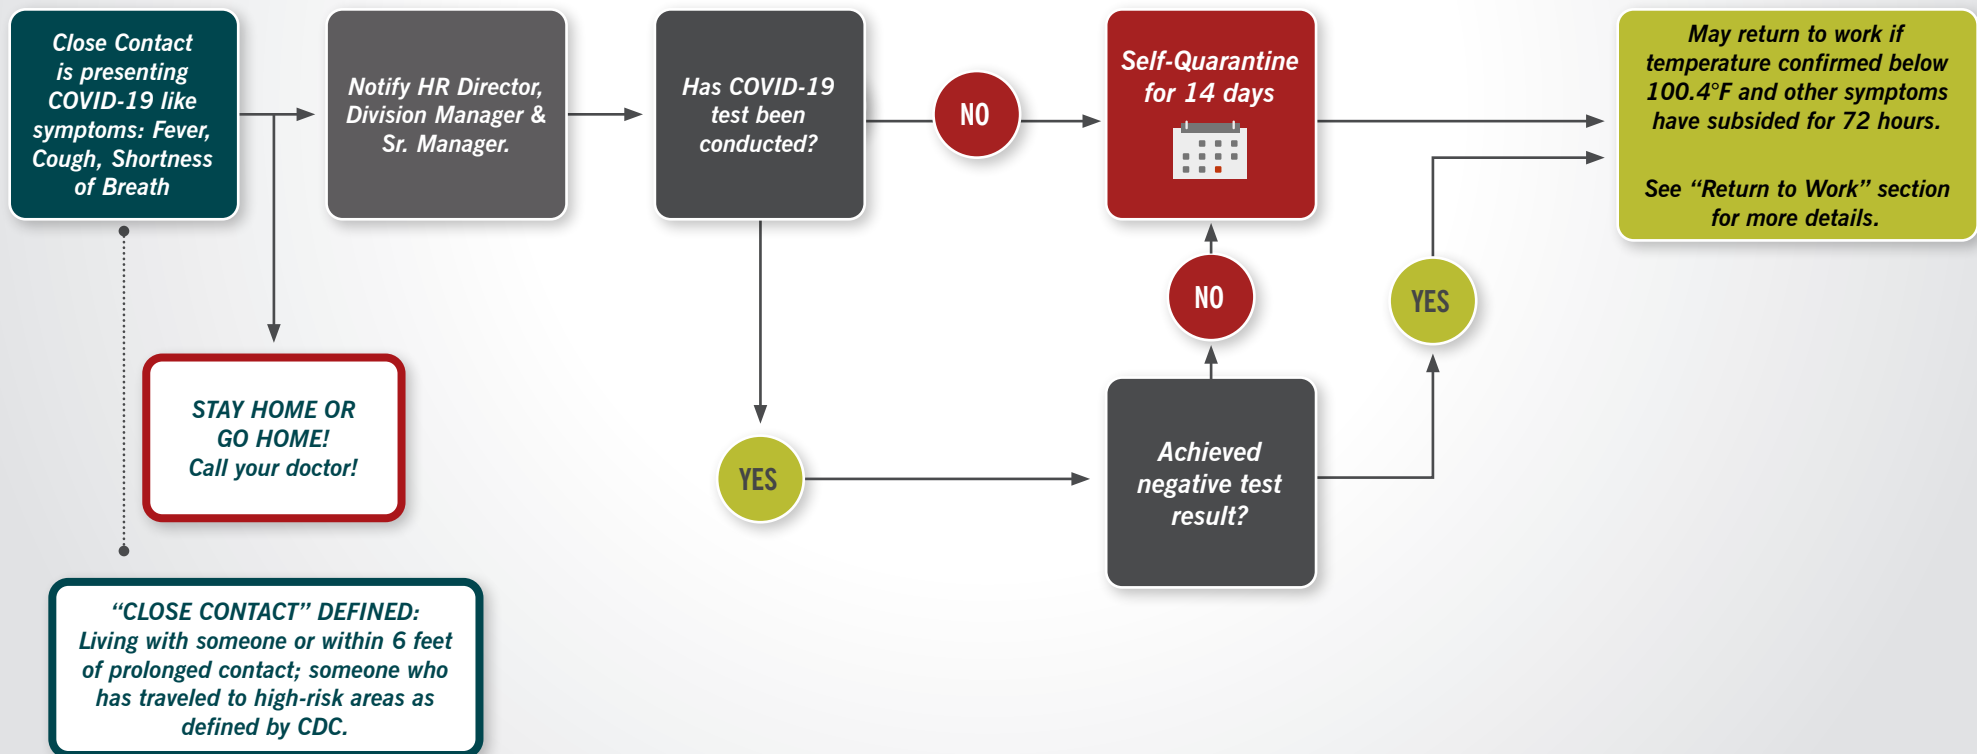 Close Contact
is presenting
COVID-19 like
symptoms: Fever,
Cough, Shortness
of Breath
Notify HR Director,
Division Manager &
Sr. Manager.
Has COVID-19
test been
conducted?
NO
Self-Quarantine
for 14 days
May return to work if
temperature confirmed below
100.4°F and other symptoms
have subsided for 72 hours.
See “Return to Work” section
for more details.
NO
YES
STAY HOME OR
GO HOME!
Call your doctor!
YES
Achieved
negative test
result?
“CLOSE CONTACT” DEFINED:
Living with someone or within 6 feet
of prolonged contact; someone who
has traveled to high-risk areas as
defined by CDC.